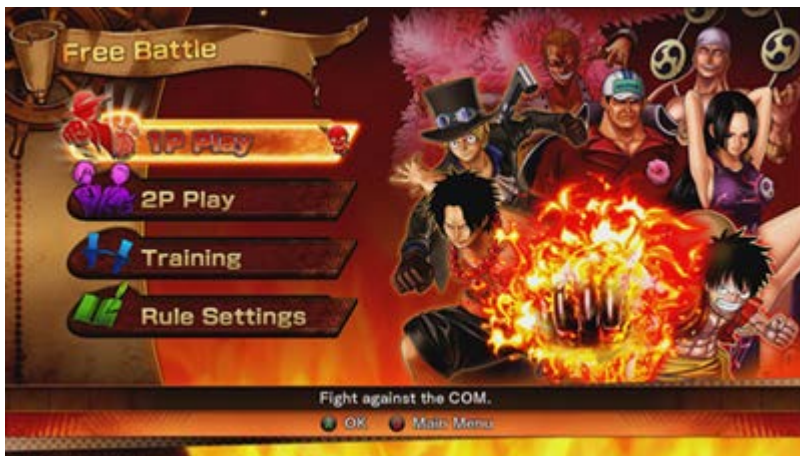 Free Battle
1P Play
2P Play
Training
Rule Settings
Fight against the COM.
OK Main Menu